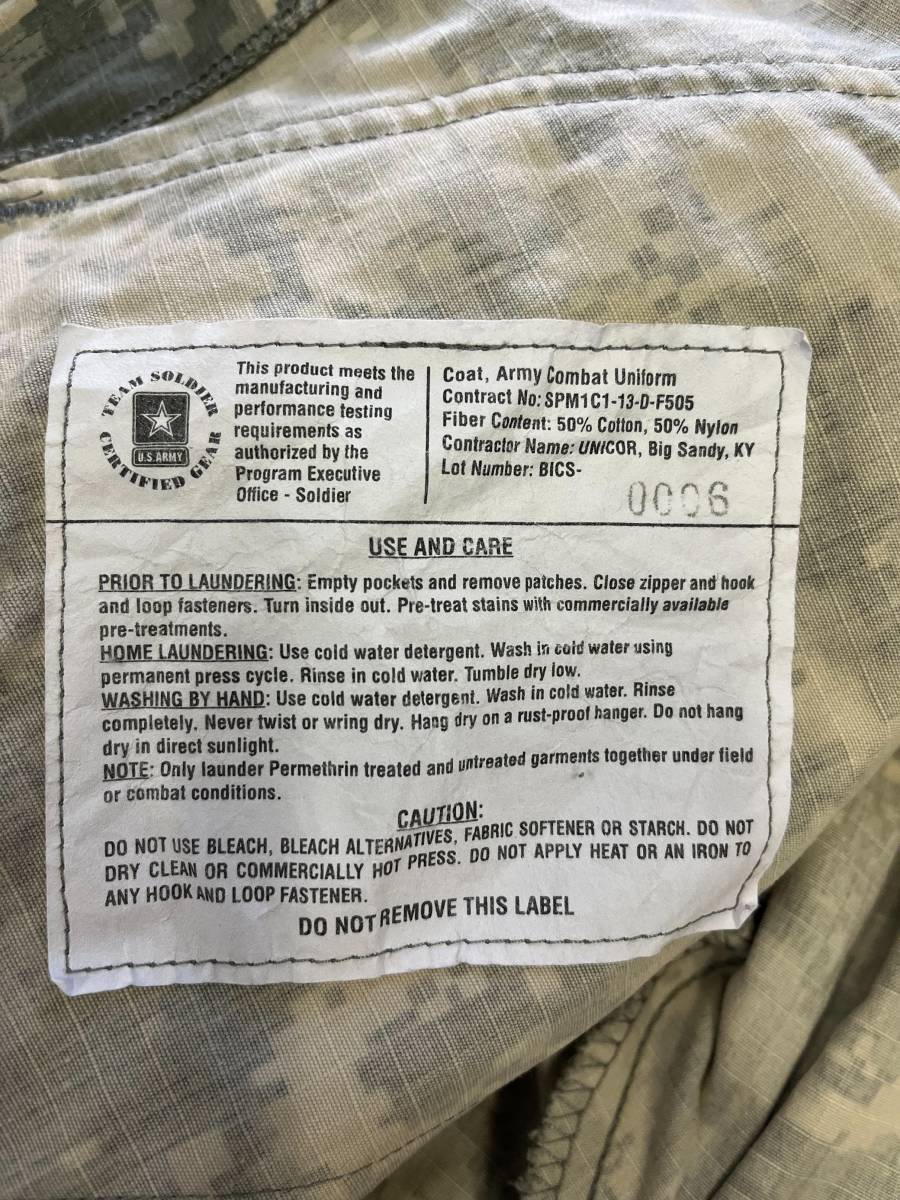 TEAM SOLDIER
U.S. ARMY
CERTIFIED GEAR
This product meets the
manufacturing and
performance testing
requirements as
authorized by the
Program Executive
Office - Soldier
Coat, Army Combat Uniform
Contract No: SPM1C1-13-D-F505
Fiber Content: 50% Cotton, 50% Nylon
Contractor Name: UNICOR, Big Sandy, KY
Lot Number: BICS-
0006
USE AND CARE
PRIOR TO LAUNDERING: Empty pockets and remove patches. Close zipper and hook
and loop fasteners. Turn inside out. Pre-treat stains with commercially available
pre-treatments.
HOME LAUNDERING: Use cold water detergent. Wash in cold water using
permanent press cycle. Rinse in cold water. Tumble dry low.
WASHING BY HAND: Use cold water detergent. Wash in cold water. Rinse
completely. Never twist or wring dry. Hang dry on a rust-proof hanger. Do not hang
dry in direct sunlight.
NOTE: Only launder Permethrin treated and untreated garments together under field
or combat conditions.
CAUTION:
DO NOT USE BLEACH, BLEACH ALTERNATIVES, FABRIC SOFTENER OR STARCH. DO NOT
DRY CLEAN OR COMMERCIALLY HOT PRESS. DO NOT APPLY HEAT OR AN IRON TO
ANY HOOK AND LOOP FASTENER.
DO NOT REMOVE THIS LABEL